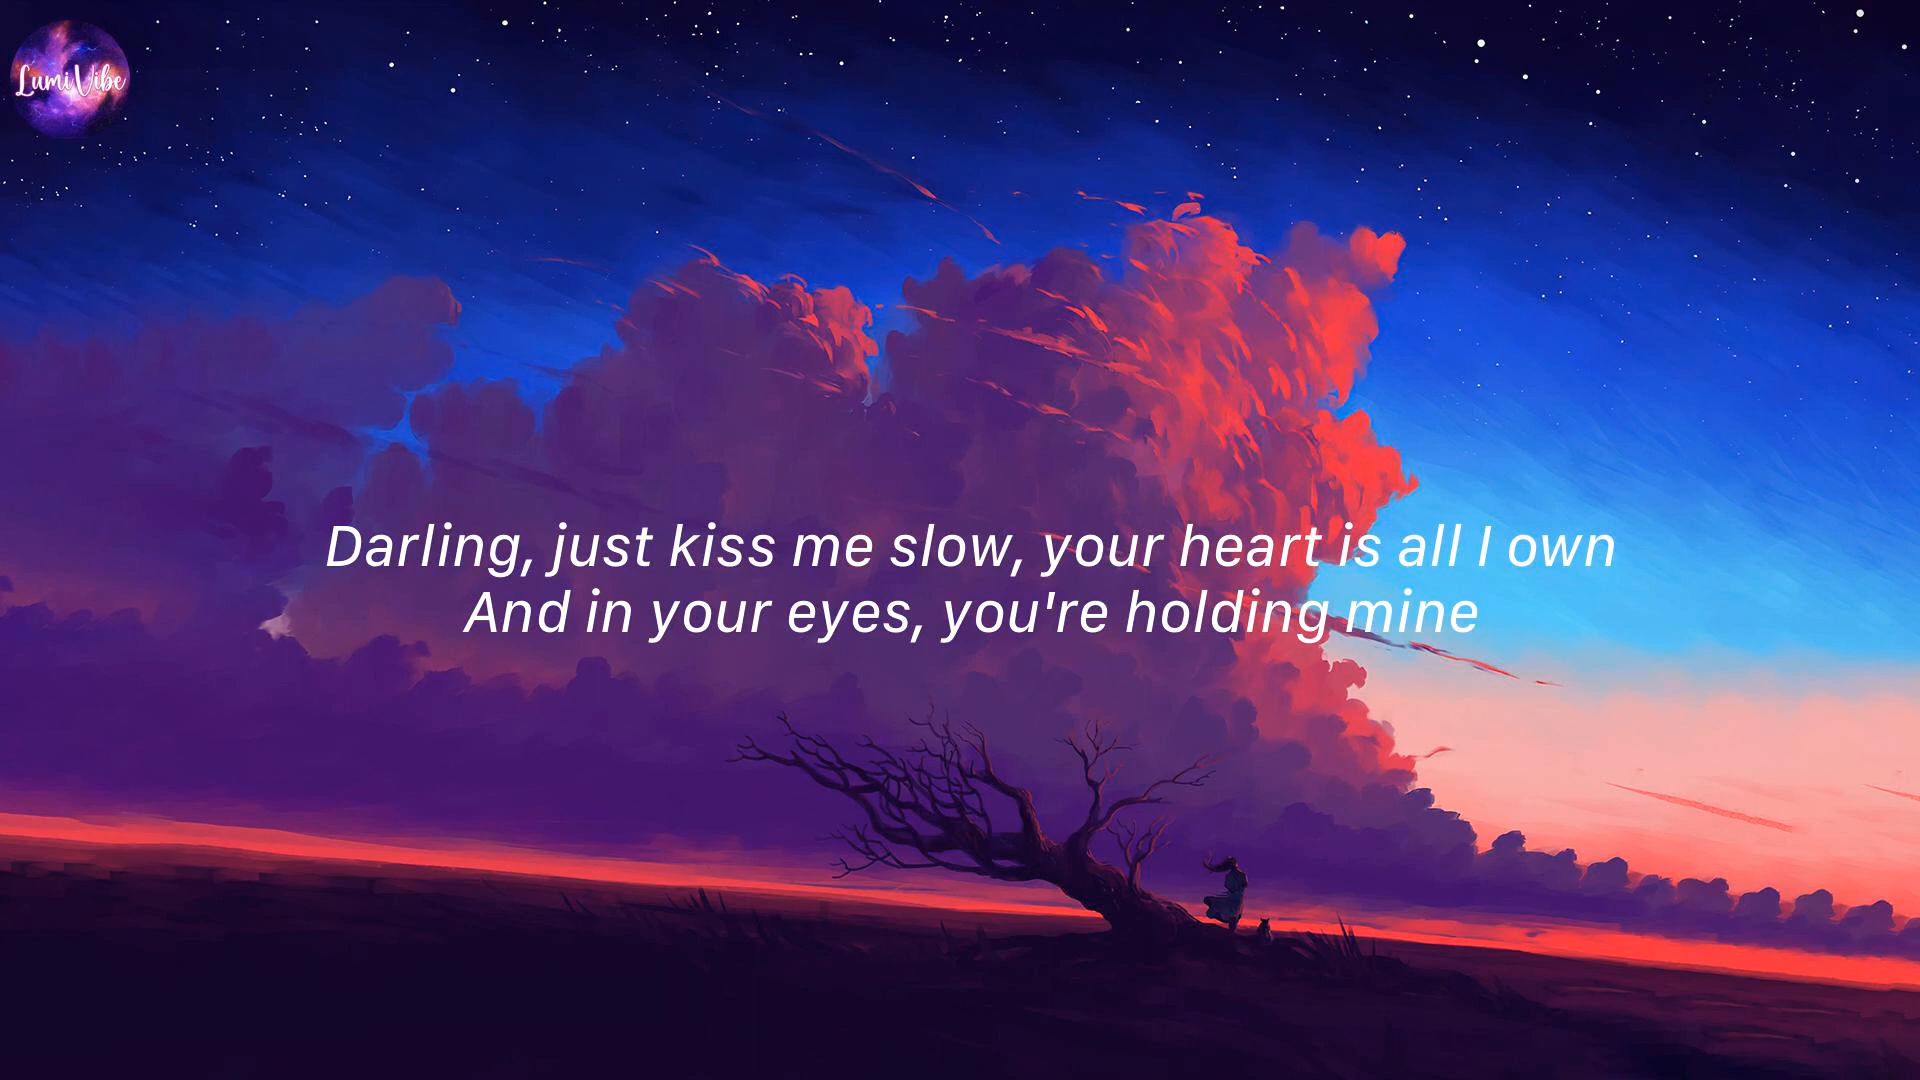 LumiVibe
Darling, just kiss me slow, your heart is all I own
And in your eyes, you're holding mine